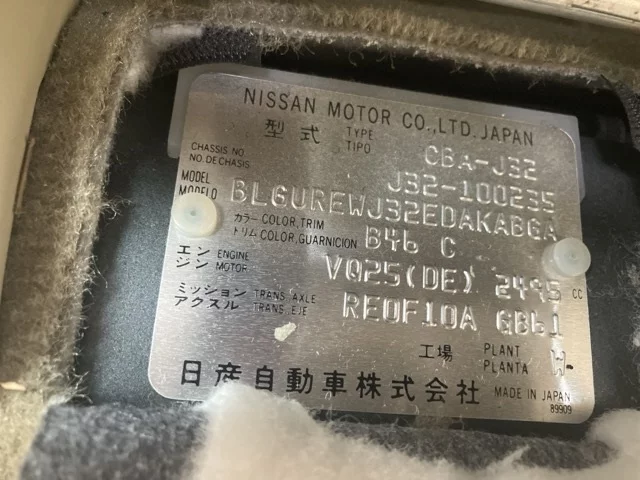 NISSAN MOTOR CO.,LTD. JAPAN
型式 TYPE TIPO CBA-J32
CHASSIS NO NO. DE CHASIS J32-100235
MODEL MODELO BLGUREWJ32EDAKABGA
カラー COLOR,TRIM トリム COLOR,GUARNICION B46 C
エンジン ENGINE MOTOR VQ25(DE) 2495 CC
ミッション TRANS. AXLE アクスル TRANS. EJE RE0F10A GB61
工場 PLANT PLANTA W-
日産自動車株式会社 MADE IN JAPAN
89909